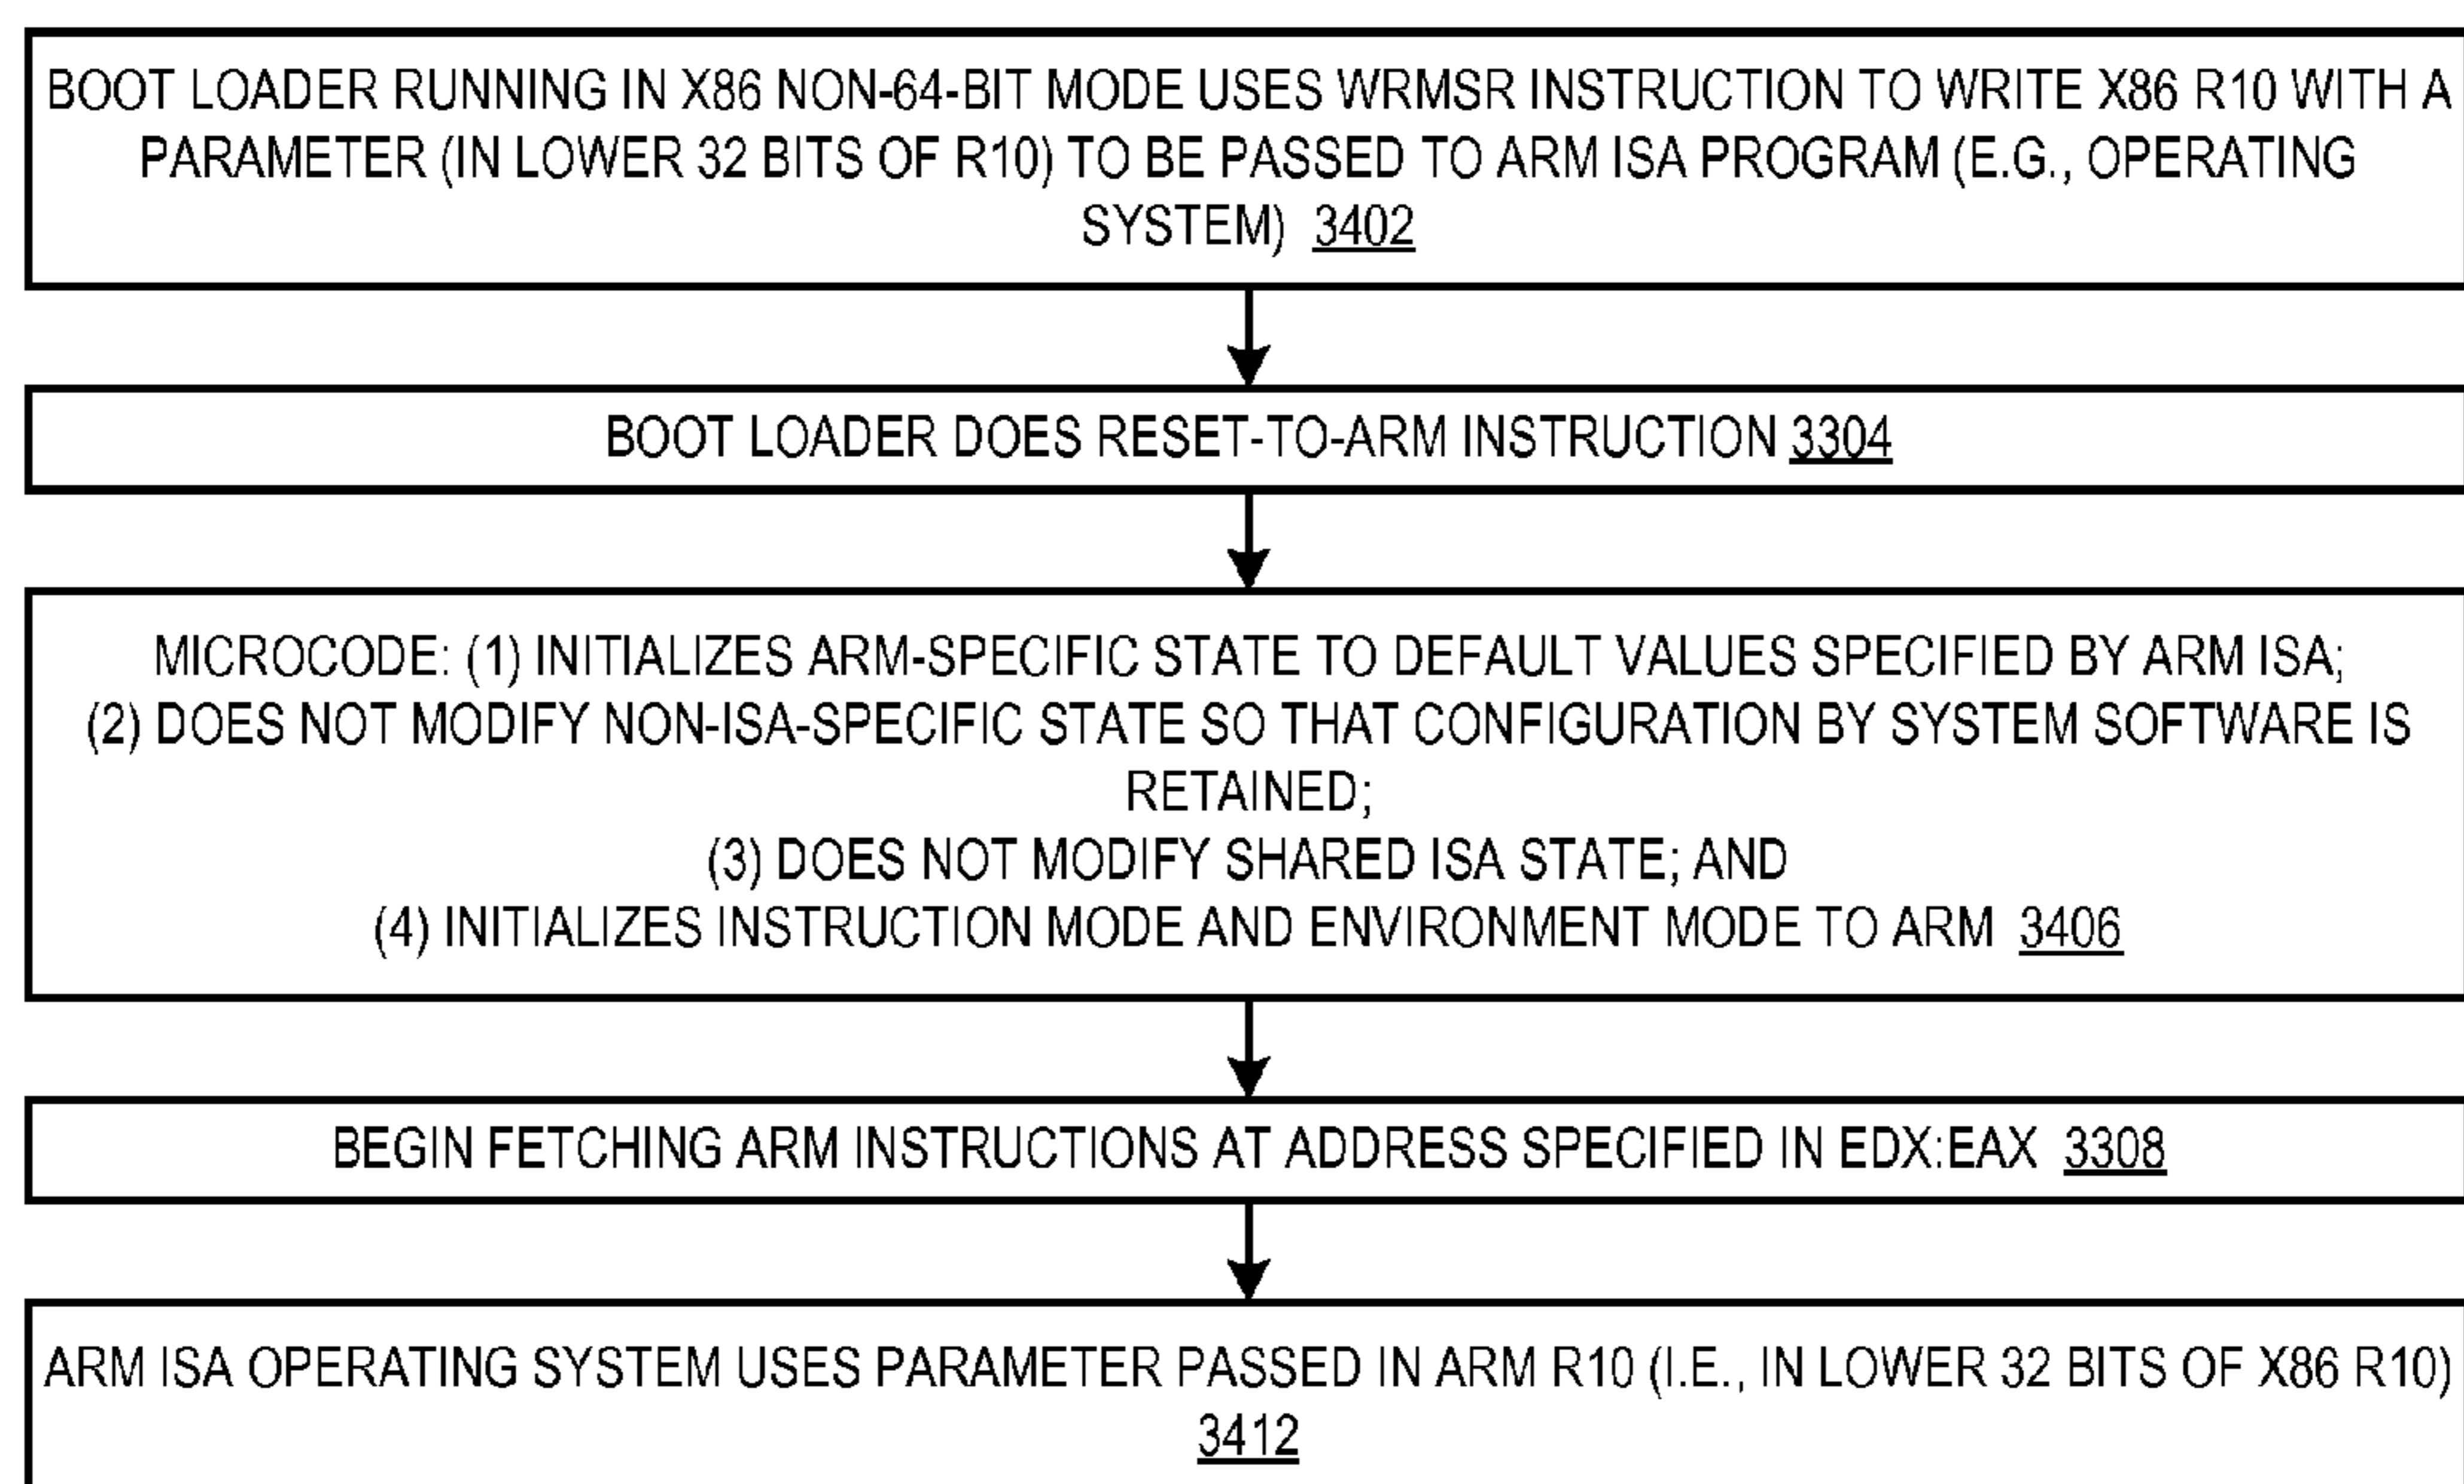 BOOT LOADER RUNNING IN X86 NON-64-BIT MODE USES WRMSR INSTRUCTION TO WRITE X86 R10 WITH A
PARAMETER (IN LOWER 32 BITS OF R10) TO BE PASSED TO ARM ISA PROGRAM (E.G., OPERATING
SYSTEM) 3402
BOOT LOADER DOES RESET-TO-ARM INSTRUCTION 3304
MICROCODE: (1) INITIALIZES ARM-SPECIFIC STATE TO DEFAULT VALUES SPECIFIED BY ARM ISA;
(2) DOES NOT MODIFY NON-ISA-SPECIFIC STATE SO THAT CONFIGURATION BY SYSTEM SOFTWARE IS
RETAINED;
(3) DOES NOT MODIFY SHARED ISA STATE; AND
(4) INITIALIZES INSTRUCTION MODE AND ENVIRONMENT MODE TO ARM 3406
BEGIN FETCHING ARM INSTRUCTIONS AT ADDRESS SPECIFIED IN EDX:EAX 3308
ARM ISA OPERATING SYSTEM USES PARAMETER PASSED IN ARM R10 (I.E., IN LOWER 32 BITS OF X86 R10)
3412